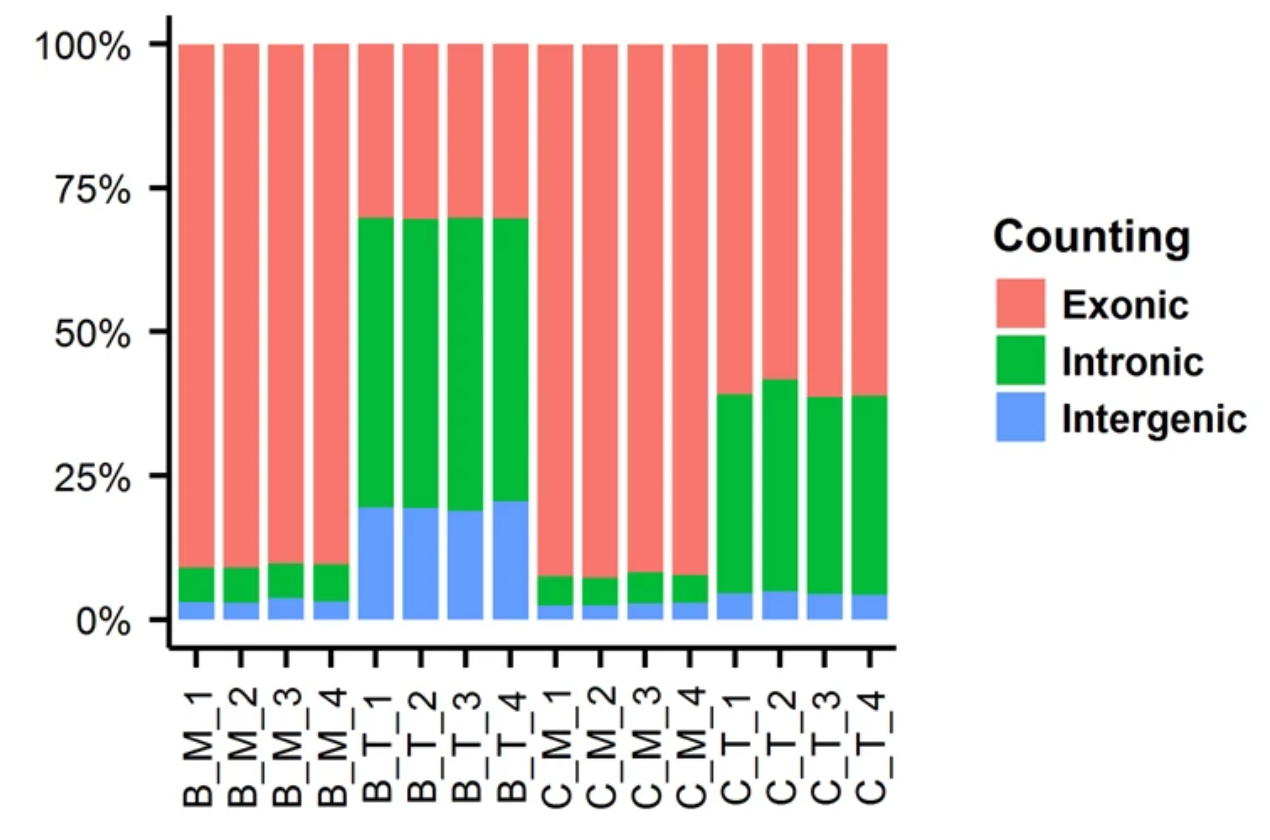 100%
75%
50%
25%
0%
B_M_1
B_M_2
B_M_3
B_M_4
B_T_1
B_T_2
B_T_3
B_T_4
C_M_1
C_M_2
C_M_3
C_M_4
C_T_1
C_T_2
C_T_3
C_T_4
Counting
Exonic
Intronic
Intergenic